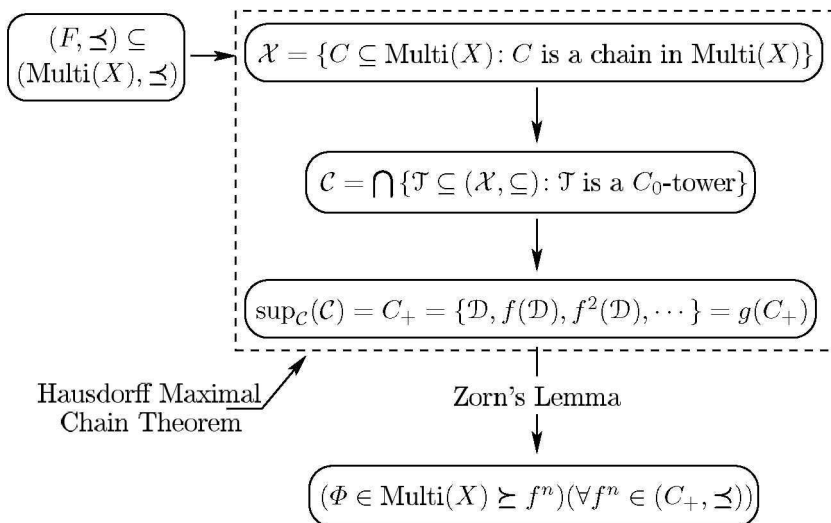 (F, ⪯) ⊆
(Multi(X), ⪯)
𝒳 = {C ⊆ Multi(X): C is a chain in Multi(X)}
𝒞 = ⋂ {𝒯 ⊆ (𝒳, ⊆): 𝒯 is a C₀-tower}
sup_𝒞(𝒞) = C₊ = {𝒟, f(𝒟), f²(𝒟), ⋯} = g(C₊)
Hausdorff Maximal
Chain Theorem
Zorn's Lemma
(Φ ∈ Multi(X) ⪰ fⁿ)(∀fⁿ ∈ (C₊, ⪯))